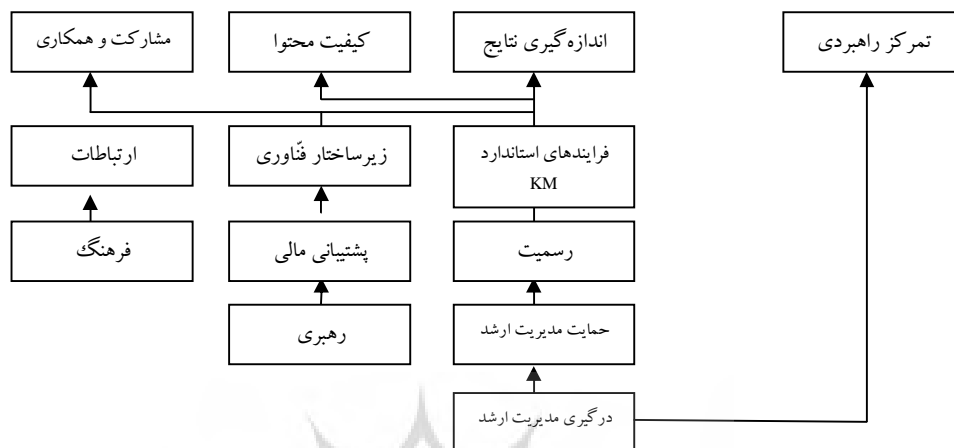 تمرکز راهبردی
اندازه‌گیری نتایج
کیفیت محتوا
مشارکت و همکاری
فرایندهای استاندارد
KM
زیرساختار فنّاوری
ارتباطات
رسمیت
پشتیبانی مالی
فرهنگ
حمایت مدیریت ارشد
رهبری
درگیری مدیریت ارشد